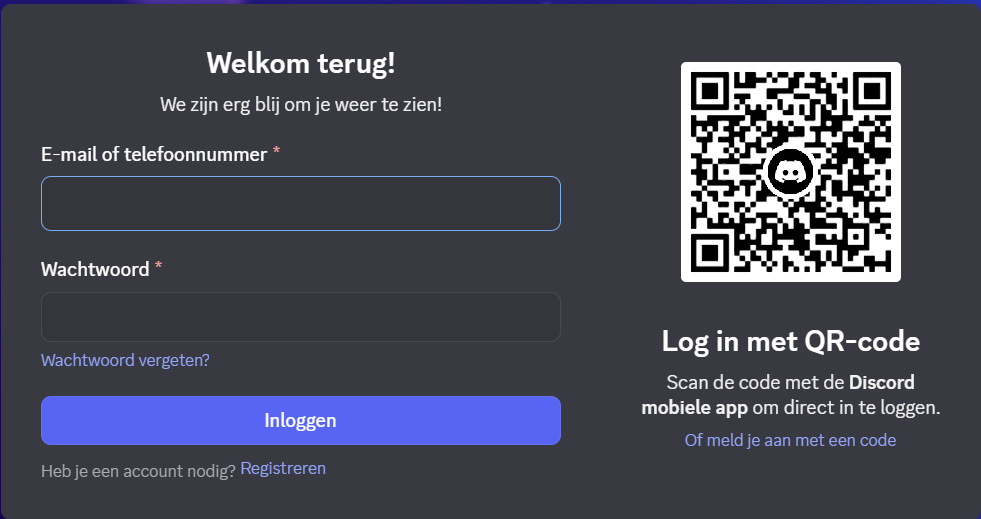 Welkom terug!
We zijn erg blij om je weer te zien!
E-mail of telefoonnummer *
Wachtwoord *
Wachtwoord vergeten?
Inloggen
Heb je een account nodig? Registreren
Log in met QR-code
Scan de code met de Discord
mobiele app om direct in te loggen.
Of meld je aan met een code